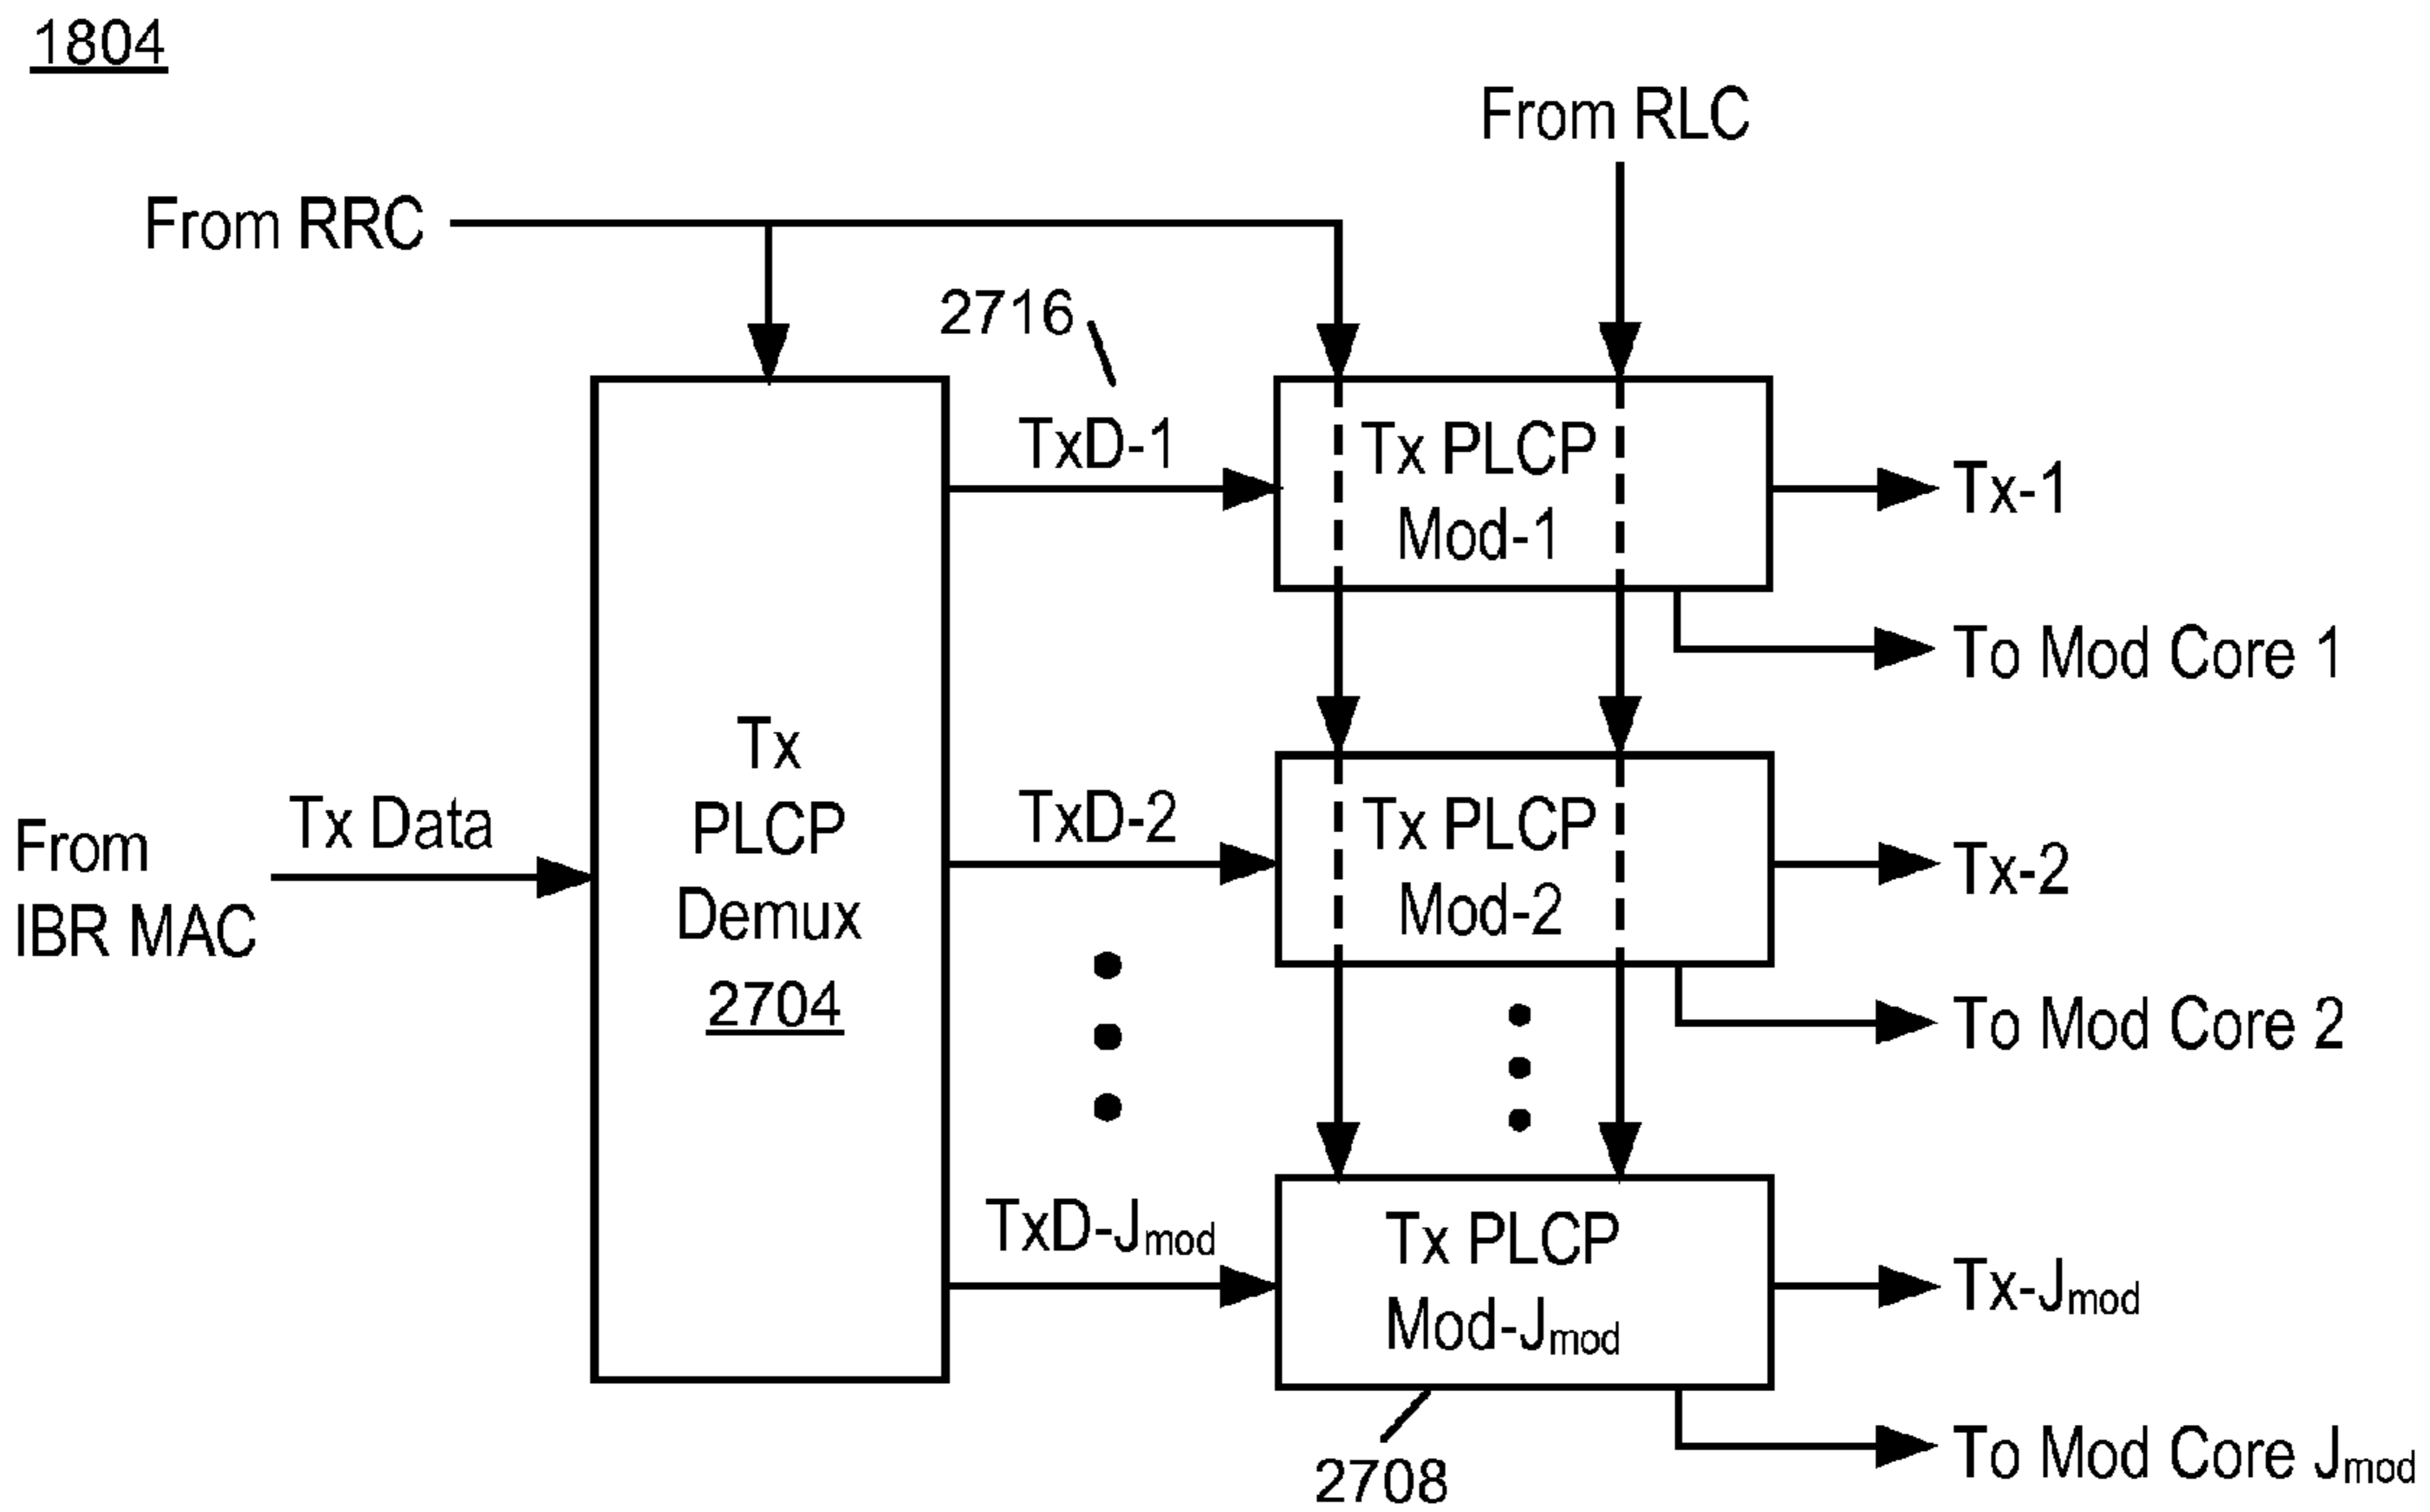 1804
From RLC
From RRC
2716
TxD-1
Tx PLCP
Mod-1
Tx-1
To Mod Core 1
Tx
PLCP
Demux
2704
From
IBR MAC
Tx Data
TxD-2
Tx PLCP
Mod-2
Tx-2
To Mod Core 2
TxD-Jmod
Tx PLCP
Mod-Jmod
Tx-Jmod
To Mod Core Jmod
2708